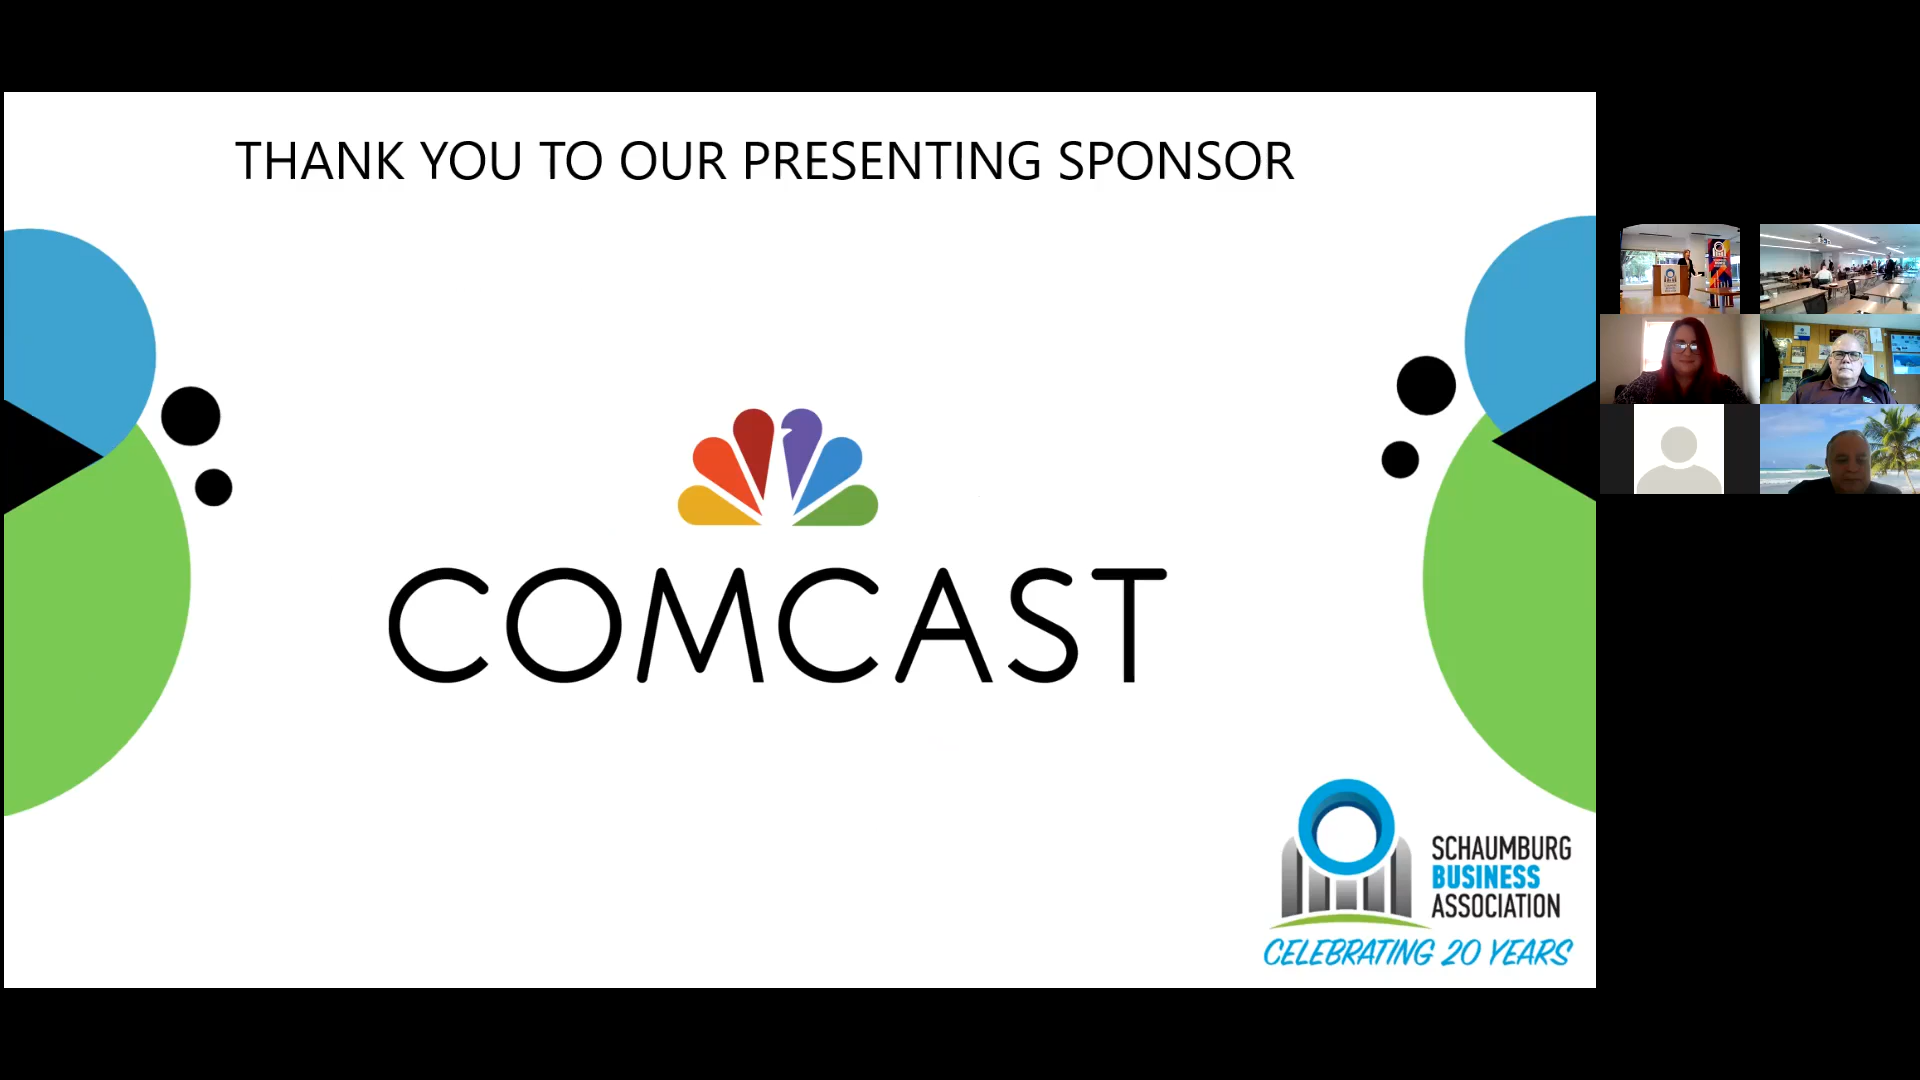 THANK YOU TO OUR PRESENTING SPONSOR
COMCAST
SCHAUMBURG
BUSINESS
ASSOCIATION
CELEBRATING 20 YEARS